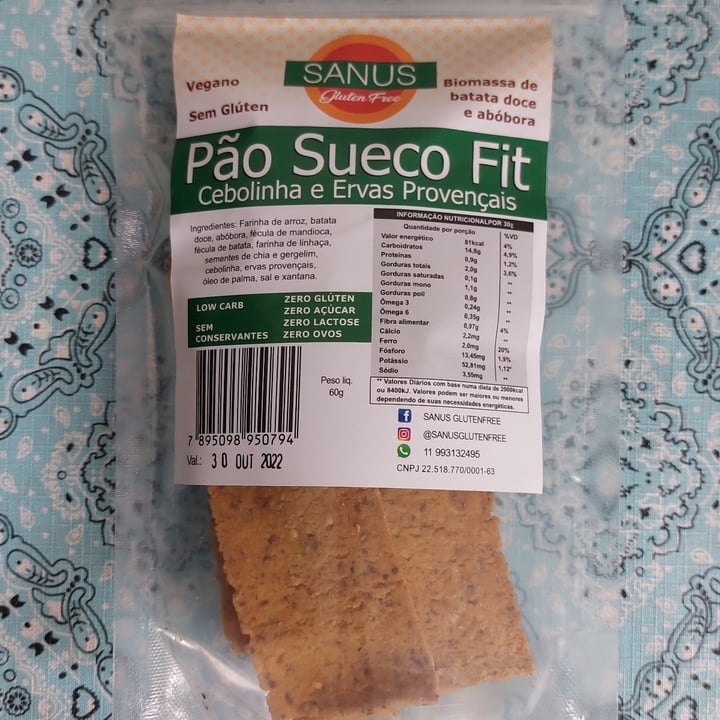 SANUS
Gluten Free
Vegano
Sem Glúten
Biomassa de
batata doce
e abóbora
Pão Sueco Fit
Cebolinha e Ervas Provençais
Ingredientes: Farinha de arroz, batata
doce, abóbora, fécula de mandioca,
fécula de batata, farinha de linhaça,
sementes de chia e gergelim,
cebolinha, ervas provençais,
óleo de palma, sal e xantana.
LOW CARB
SEM
CONSERVANTES
ZERO GLÚTEN
ZERO AÇÚCAR
ZERO LACTOSE
ZERO OVOS
INFORMAÇÃO NUTRICIONALPOR 30g
Quantidade por porção
%VD
Valor energético 81kcal 4%
Carboidratos 14,8g 4,9%
Proteínas 0,9g 1,2%
Gorduras totais 2,0g 3,6%
Gorduras saturadas 0,1g **
Gorduras mono 1,1g **
Gorduras poli 0,8g **
Ômega 3 0,24g **
Ômega 6 0,35g **
Fibra alimentar 0,97g 4%
Cálcio 2,2mg **
Ferro 2,0mg 20%
Fósforo 13,45mg 1,9%
Potássio 52,81mg 1,12*
Sódio 3,55mg **
** Valores Diários com base numa dieta de 2000kcal
ou 8400kJ. Valores podem ser maiores ou menores
dependendo de suas necessidades energéticas.
Peso liq.
60g
7 895098 950794
Val.: 30 OUT 2022
SANUS GLUTENFREE
@SANUSGLUTENFREE
11 993132495
CNPJ 22.518.770/0001-63